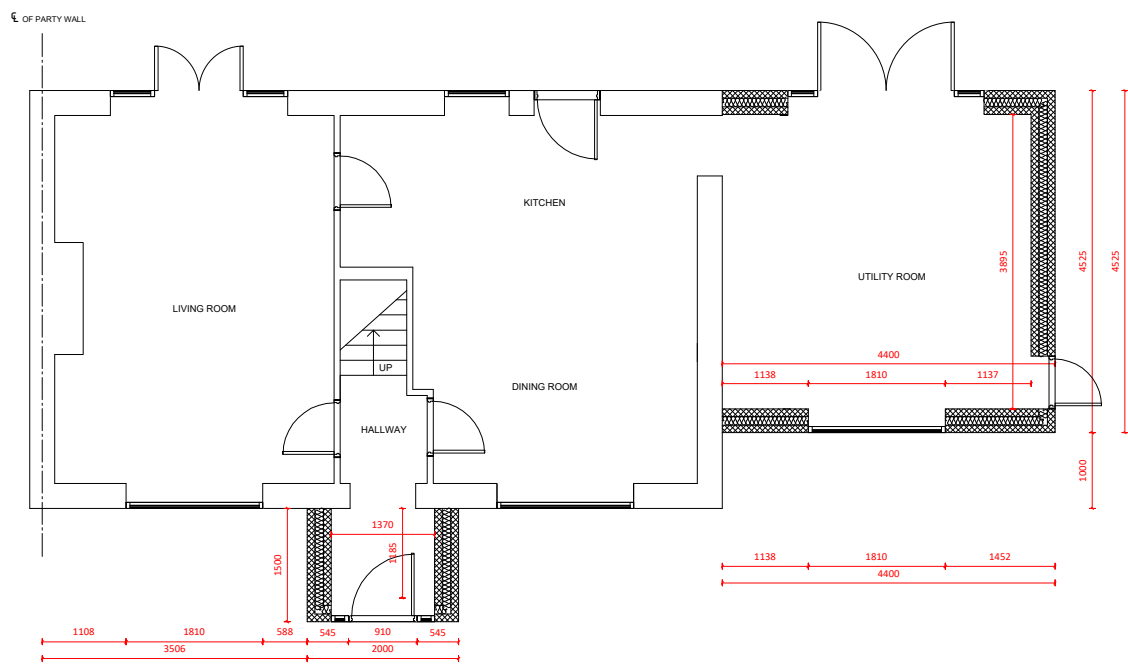 ℄ OF PARTY WALL
KITCHEN
3895
4525
4525
UTILITY ROOM
LIVING ROOM
4400
UP
1138 1810 1137
DINING ROOM
HALLWAY
1000
1370
1185
1500
1138 1810 1452
4400
1108 1810 588 545 910 545
3506 2000